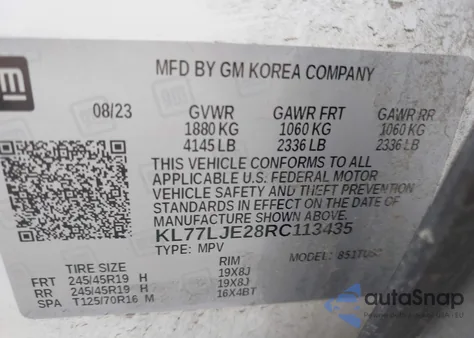 gm
MFD BY GM KOREA COMPANY
08/23 GVWR GAWR FRT GAWR RR
1880 KG 1060 KG 1060 KG
4145 LB 2336 LB 2336 LB
THIS VEHICLE CONFORMS TO ALL
APPLICABLE U.S. FEDERAL MOTOR
VEHICLE SAFETY AND THEFT PREVENTION
STANDARDS IN EFFECT ON THE DATE OF
MANUFACTURE SHOWN ABOVE.
KL77LJE28RC113435
TYPE: MPV MODEL:
TIRE SIZE RIM
FRT 245/45R19 H 19X8J
RR 245/45R19 H 19X8J
SPA T125/70R16 M 16X4BT
autoSnap